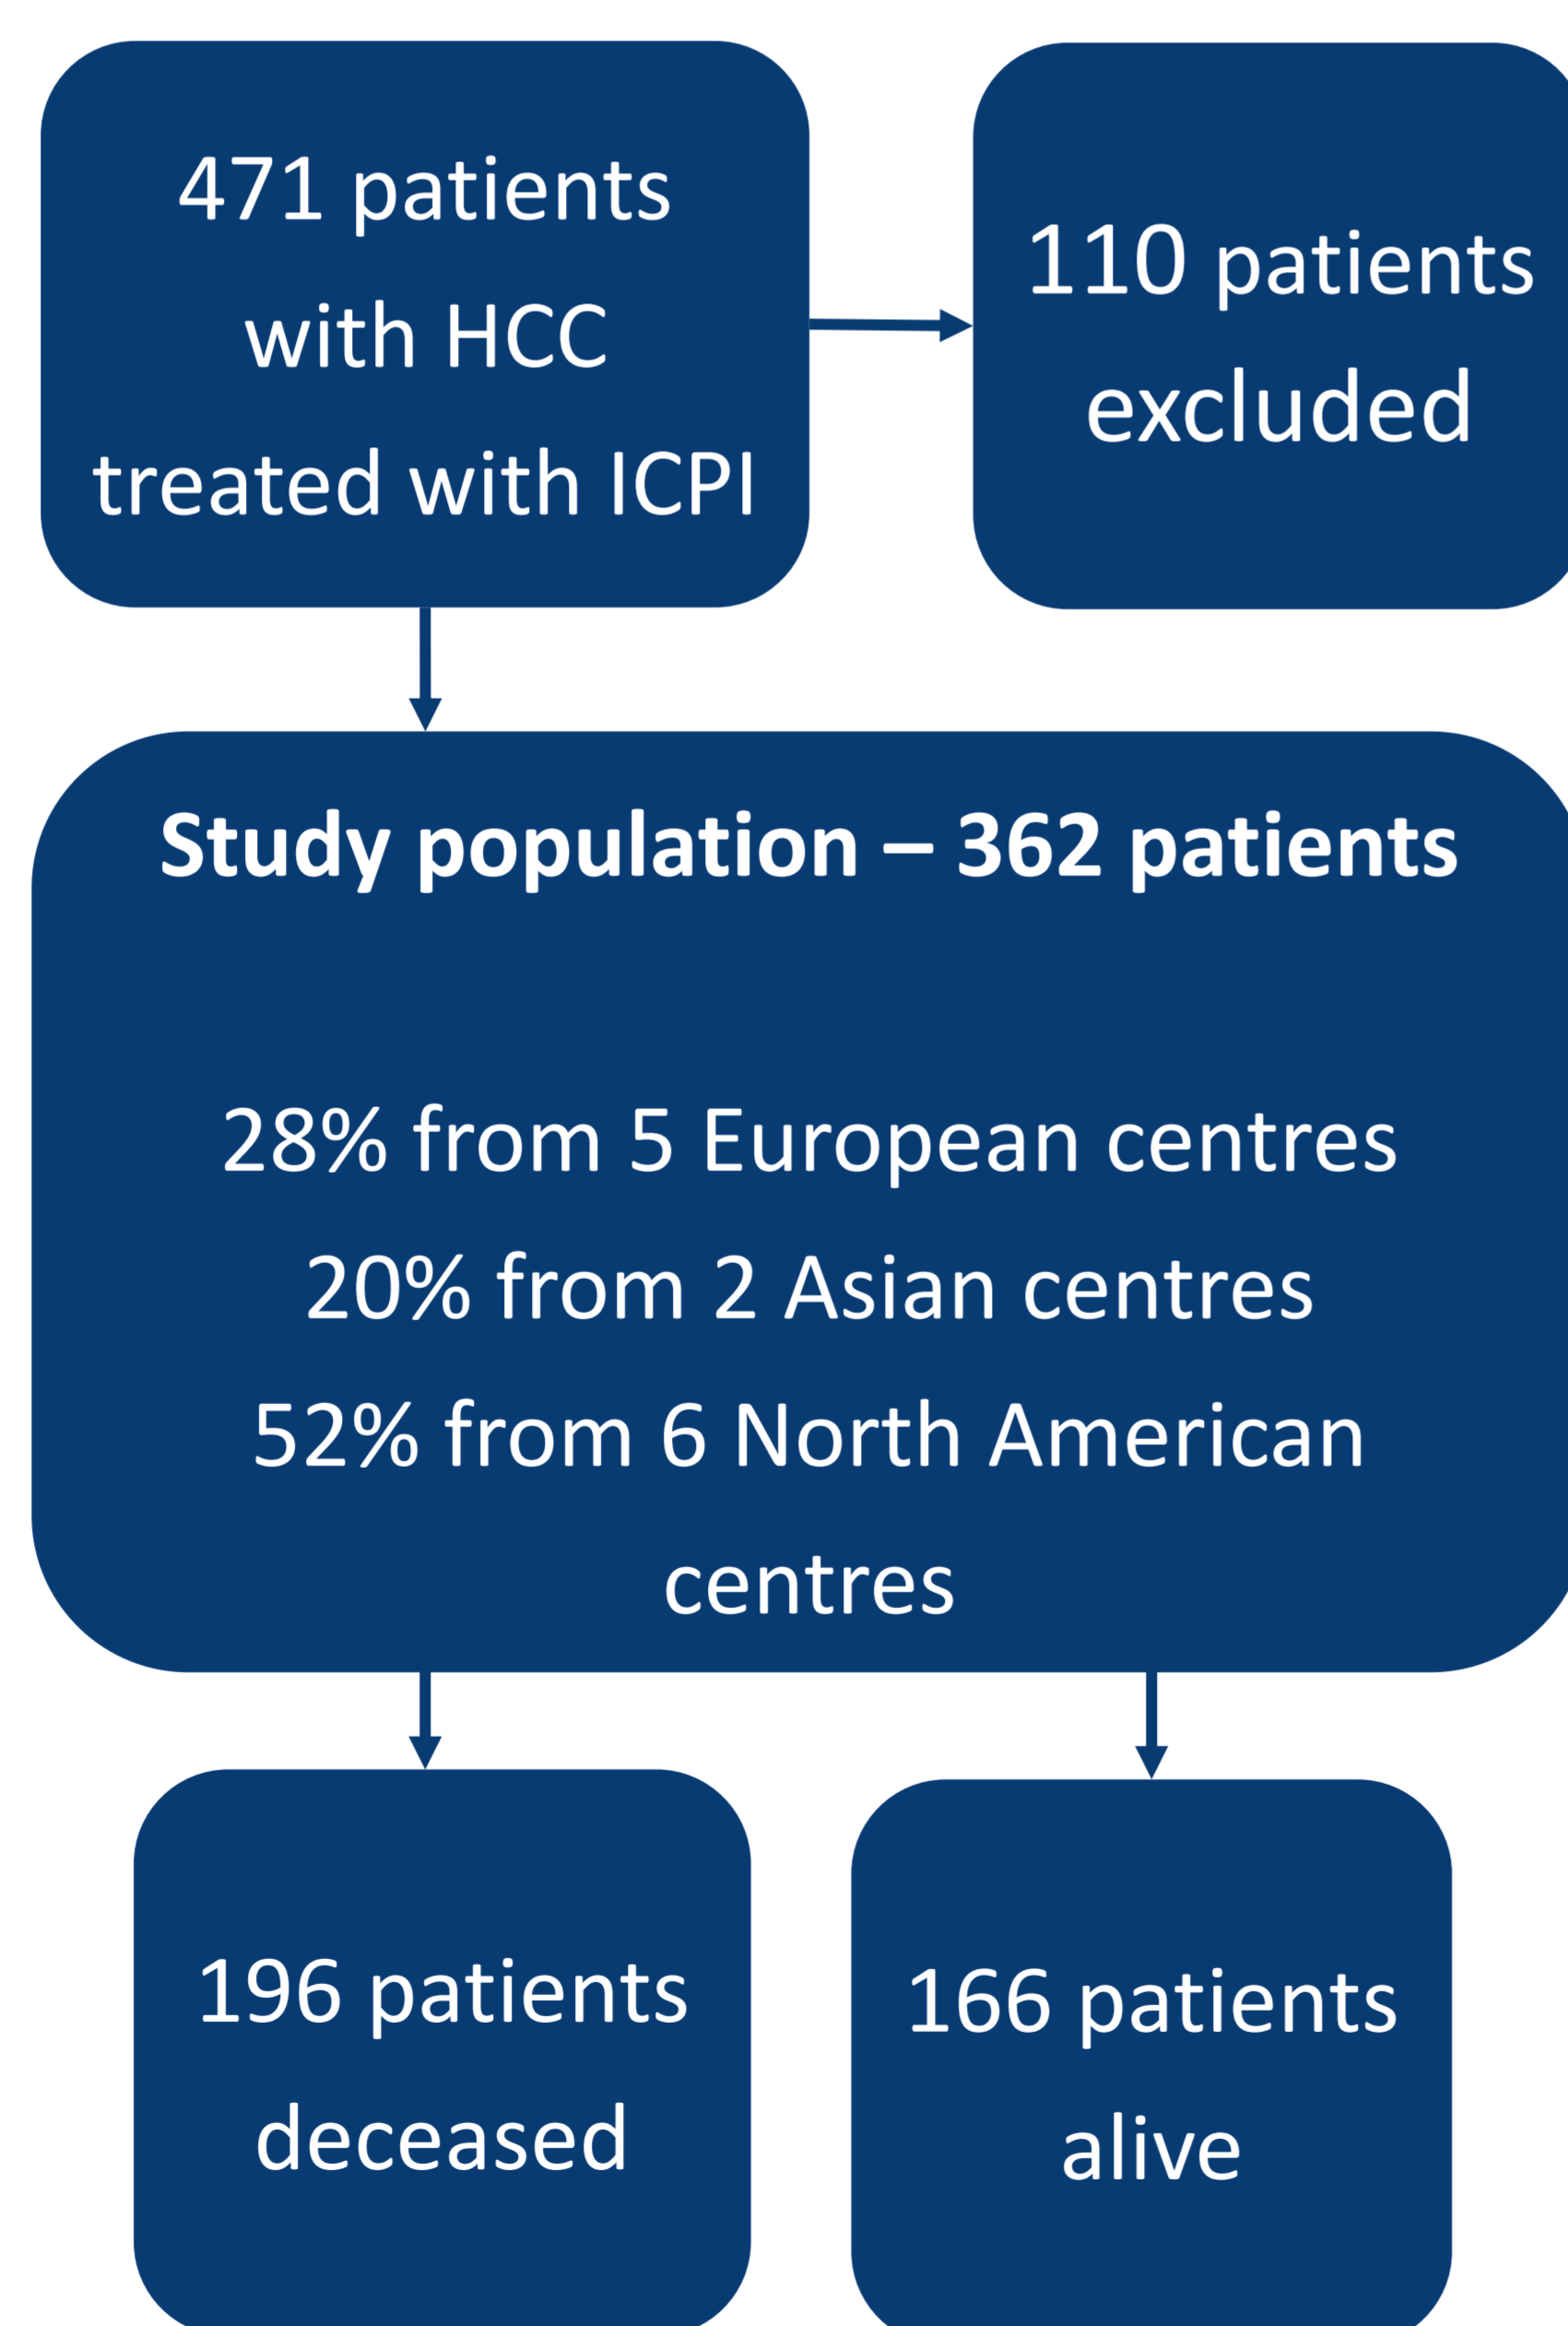 471 patients
with HCC
treated with ICPI
110 patients
excluded
Study population – 362 patients
28% from 5 European centres
20% from 2 Asian centres
52% from 6 North American
centres
196 patients
deceased
166 patients
alive